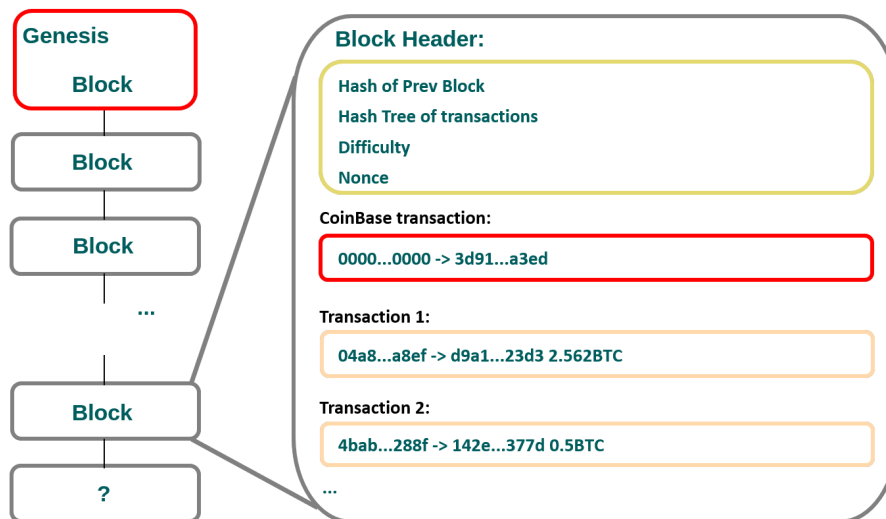 Genesis
Block
Block
Block
...
Block
?
Block Header:
Hash of Prev Block
Hash Tree of transactions
Difficulty
Nonce
CoinBase transaction:
0000...0000 -> 3d91...a3ed
Transaction 1:
04a8...a8ef -> d9a1...23d3 2.562BTC
Transaction 2:
4bab...288f -> 142e...377d 0.5BTC
...